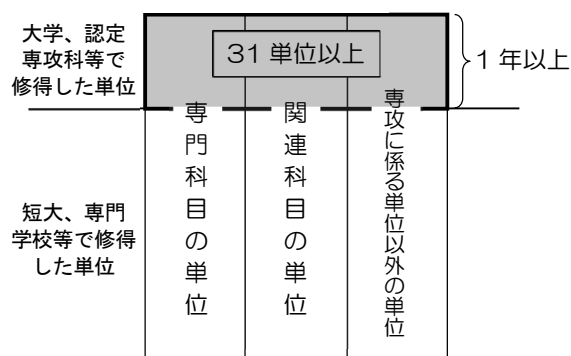 大学、認定
専攻科等で
修得した単位
31 単位以上
1 年以上
専門科目の単位
関連科目の単位
専攻に係る単位以外の単位
短大、専門
学校等で修得
した単位